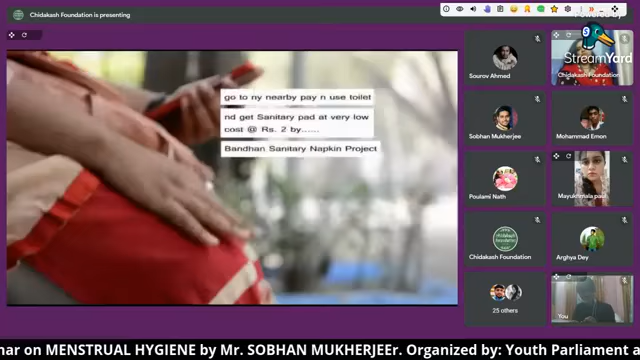 Chidakash Foundation is presenting
Powered by
StreamYard
go to ny nearby pay n use toilet
nd get Sanitary pad at very low
cost @ Rs. 2 by......
Bandhan Sanitary Napkin Project
Sourov Ahmed
Chidakash Foundation
Sobhan Mukherjee
Mohammad Emon
Poulami Nath
Mayukhmala paul
Chidakash Foundation
Arghya Dey
25 others
You
nar on MENSTRUAL HYGIENE by Mr. SOBHAN MUKHERJEEr. Organized by: Youth Parliament a